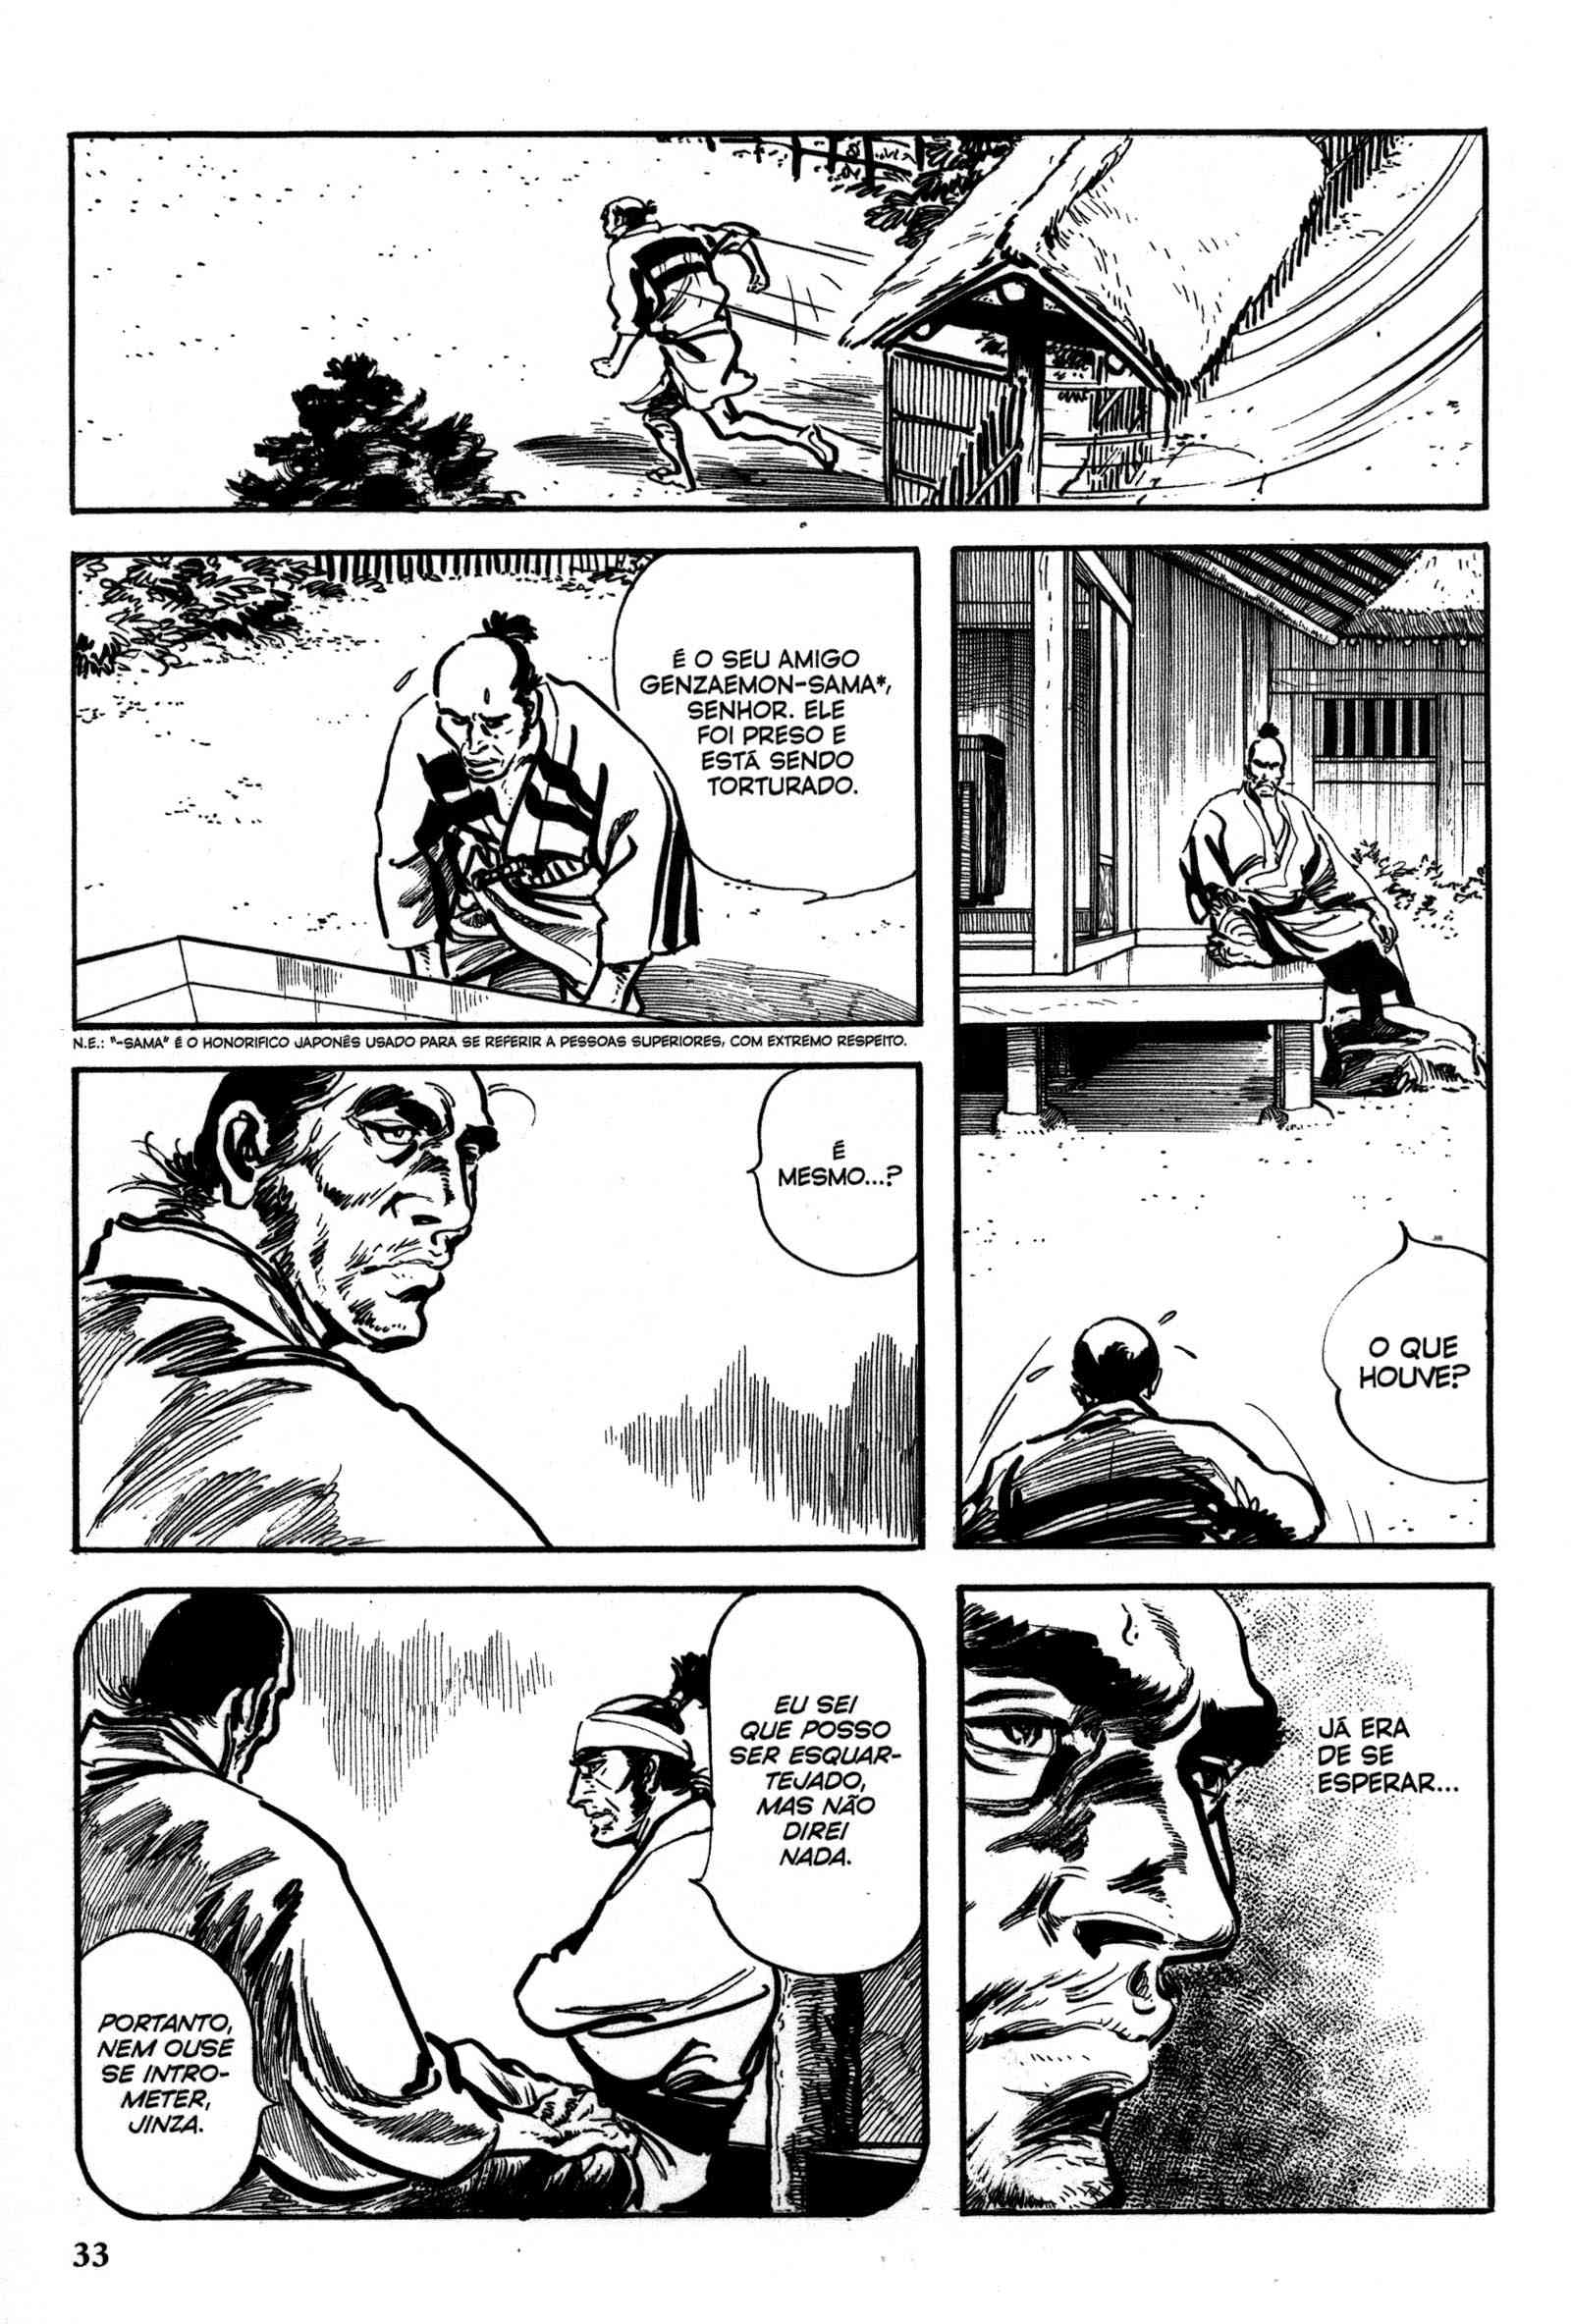 O QUE
HOUVE?
É O SEU AMIGO
GENZAEMON-SAMA*,
SENHOR. ELE
FOI PRESO E
ESTÁ SENDO
TORTURADO.
N.E.: "-SAMA" É O HONORIFICO JAPONÊS USADO PARA SE REFERIR A PESSOAS SUPERIORES, COM EXTREMO RESPEITO.
É
MESMO...?
JÁ ERA
DE SE
ESPERAR...
EU SEI
QUE POSSO
SER ESQUAR-
TEJADO,
MAS NÃO
DIREI
NADA.
PORTANTO,
NEM OUSE
SE INTRO-
METER,
JINZA.
33